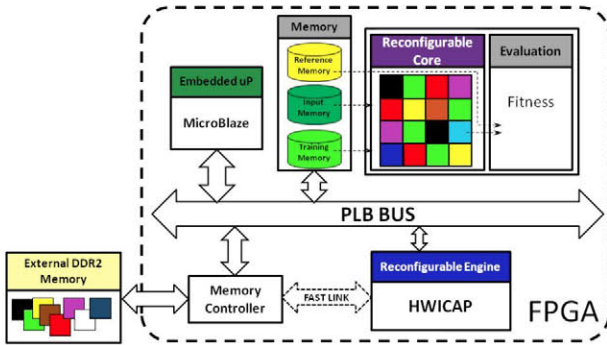 Memory
Reconfigurable
Core
Evaluation
Embedded uP
MicroBlaze
Reference
Memory
Input
Memory
Training
Memory
Fitness
PLB BUS
External DDR2
Memory
Memory
Controller
FAST LINK
Reconfigurable Engine
HWICAP
FPGA